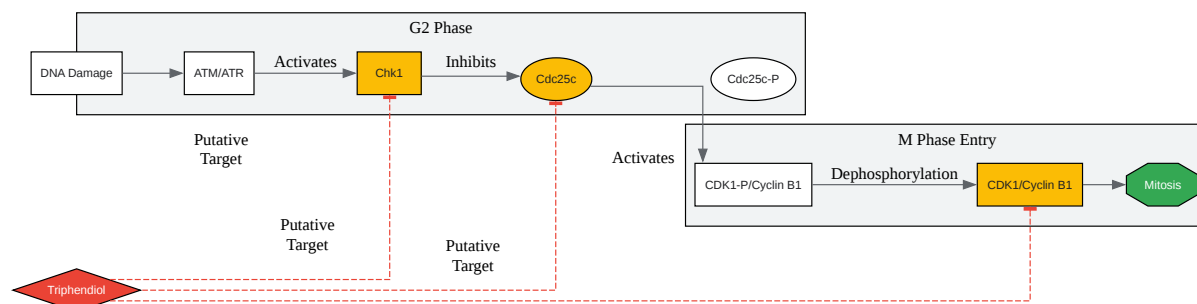 G2 Phase
DNA Damage
ATM/ATR
Activates
Chk1
Inhibits
Cdc25c
Cdc25c-P
Putative
Target
M Phase Entry
Activates
CDK1-P/Cyclin B1
Dephosphorylation
CDK1/Cyclin B1
Mitosis
Putative
Target
Putative
Target
Triphendiol